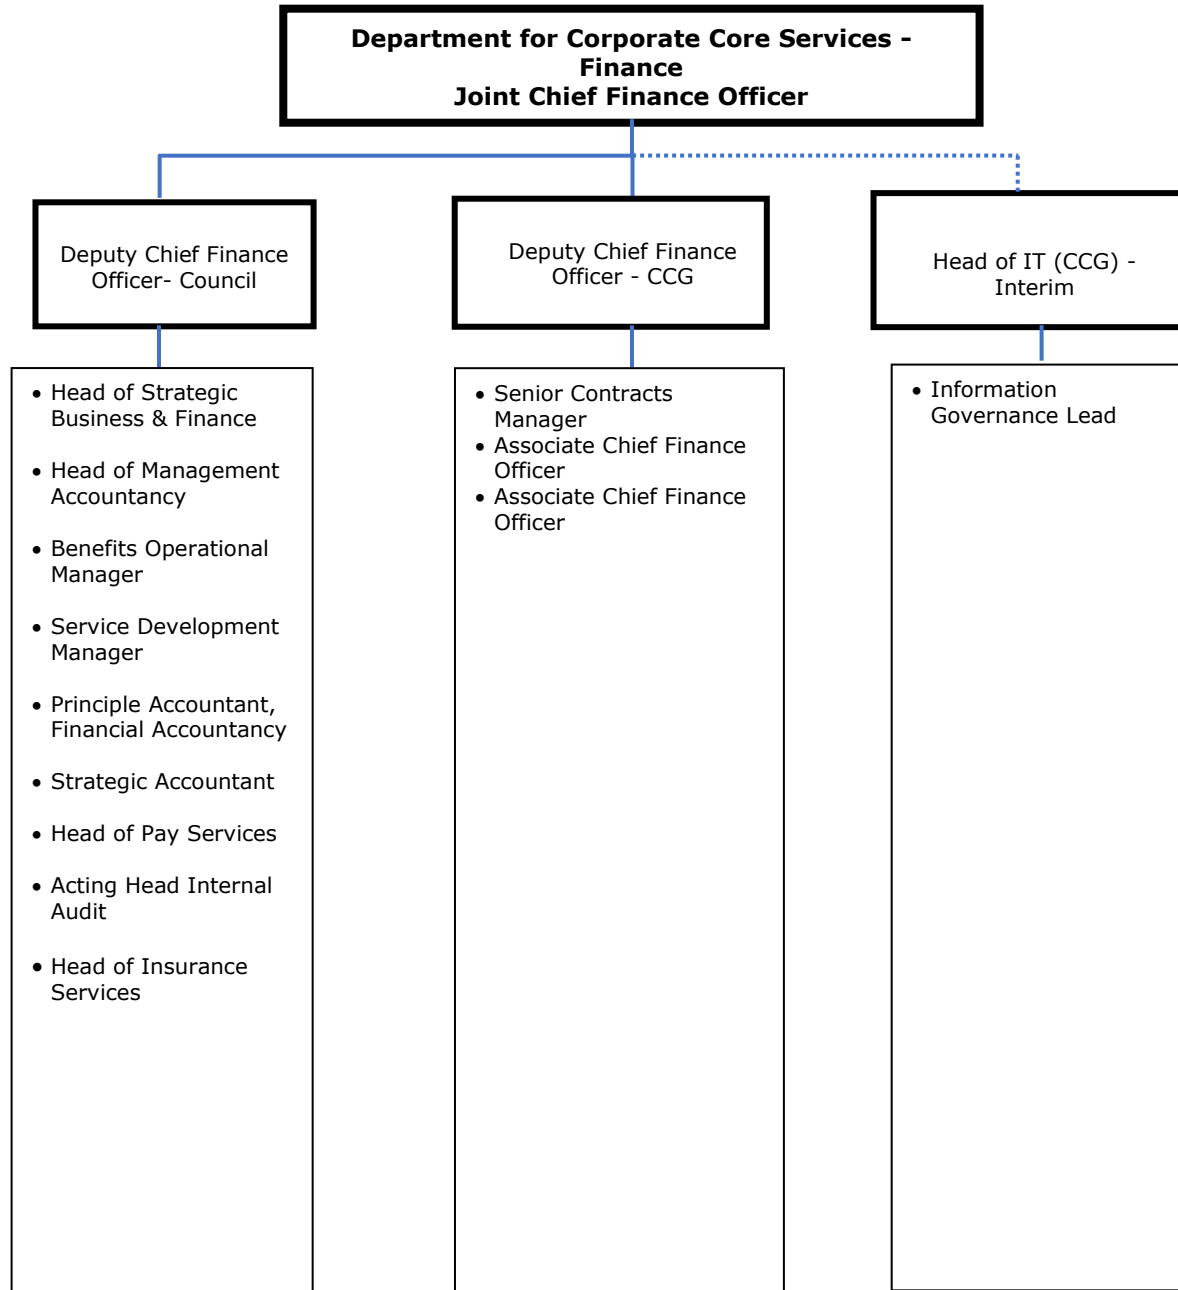 Department for Corporate Core Services -
Finance
Joint Chief Finance Officer
Deputy Chief Finance
Officer- Council
Deputy Chief Finance
Officer - CCG
Head of IT (CCG) -
Interim
• Head of Strategic
Business & Finance
• Head of Management
Accountancy
• Benefits Operational
Manager
• Service Development
Manager
• Principle Accountant,
Financial Accountancy
• Strategic Accountant
• Head of Pay Services
• Acting Head Internal
Audit
• Head of Insurance
Services
• Senior Contracts
Manager
• Associate Chief Finance
Officer
• Associate Chief Finance
Officer
• Information
Governance Lead